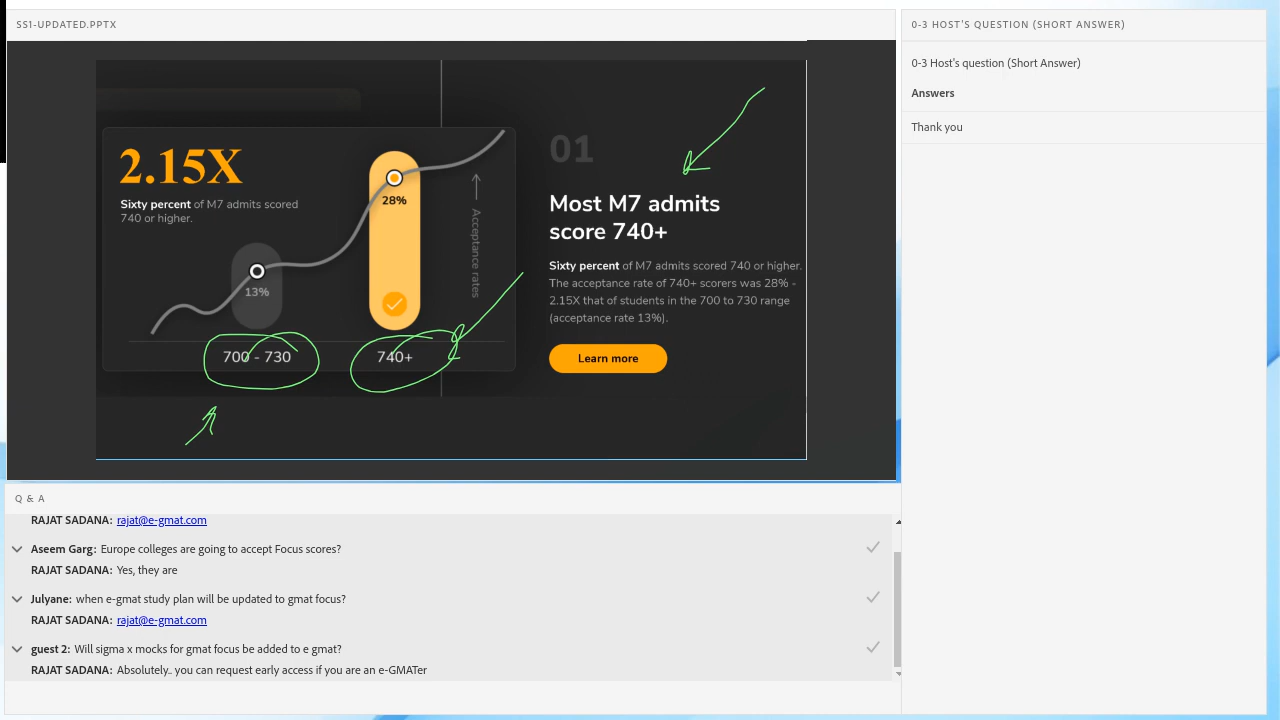 SS1-UPDATED.PPTX
2.15X
Sixty percent of M7 admits scored
740 or higher.
28%
13%
Acceptance rates
700 - 730
740+
01
Most M7 admits
score 740+
Sixty percent of M7 admits scored 740 or higher.
The acceptance rate of 740+ scorers was 28% -
2.15X that of students in the 700 to 730 range
(acceptance rate 13%).
Learn more
Q & A
RAJAT SADANA: rajat@e-gmat.com
Aseem Garg: Europe colleges are going to accept Focus scores?
RAJAT SADANA: Yes, they are
Julyane: when e-gmat study plan will be updated to gmat focus?
RAJAT SADANA: rajat@e-gmat.com
guest 2: Will sigma x mocks for gmat focus be added to e gmat?
RAJAT SADANA: Absolutely.. you can request early access if you are an e-GMATer
0-3 HOST'S QUESTION (SHORT ANSWER)
0-3 Host's question (Short Answer)
Answers
Thank you